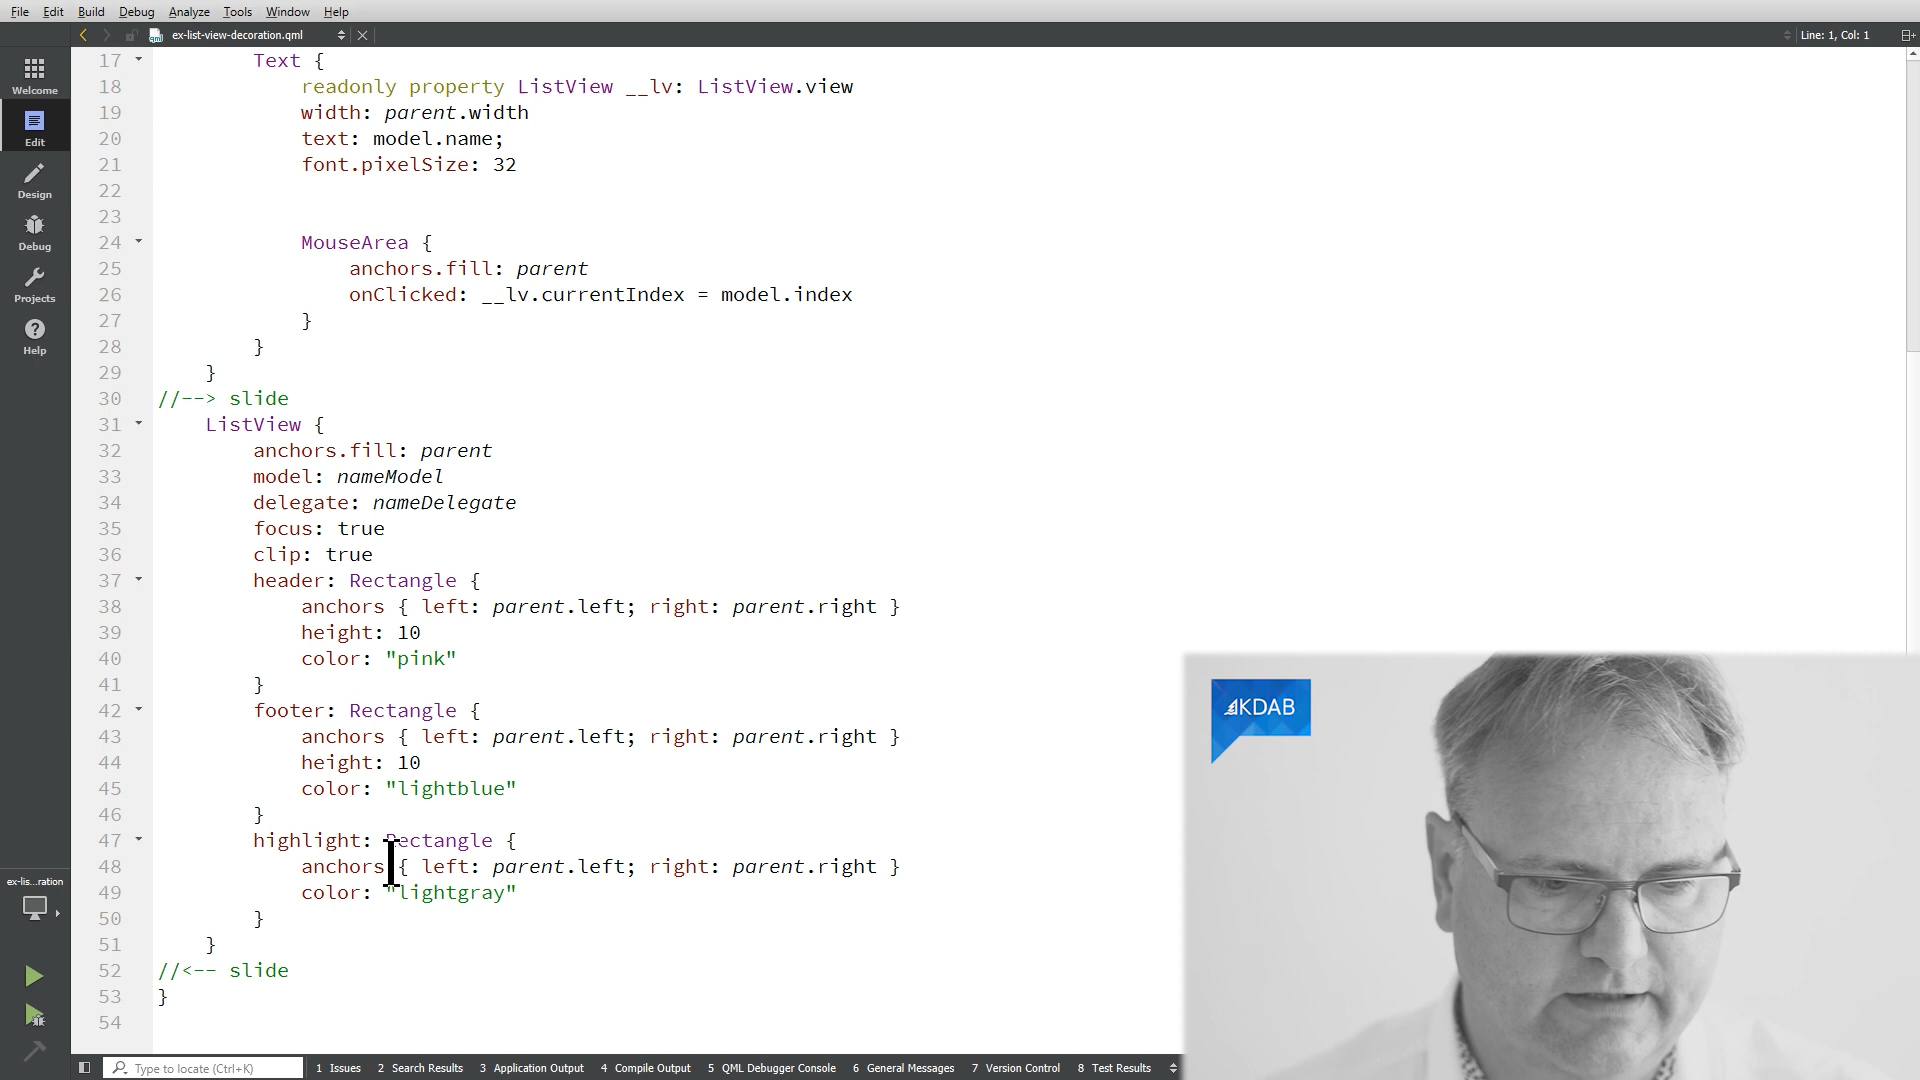 File Edit Build Debug Analyze Tools Window Help
ex-list-view-decoration.qml Line: 1, Col: 1
Welcome
Edit
Design
Debug
Projects
Help
ex-lis...ration
17 Text {
18 readonly property ListView __lv: ListView.view
19 width: parent.width
20 text: model.name;
21 font.pixelSize: 32
22
23
24 MouseArea {
25 anchors.fill: parent
26 onClicked: __lv.currentIndex = model.index
27 }
28 }
29 }
30 //--> slide
31 ListView {
32 anchors.fill: parent
33 model: nameModel
34 delegate: nameDelegate
35 focus: true
36 clip: true
37 header: Rectangle {
38 anchors { left: parent.left; right: parent.right }
39 height: 10
40 color: "pink"
41 }
42 footer: Rectangle {
43 anchors { left: parent.left; right: parent.right }
44 height: 10
45 color: "lightblue"
46 }
47 highlight: Rectangle {
48 anchors { left: parent.left; right: parent.right }
49 color: "lightgray"
50 }
51 }
52 //<-- slide
53 }
54
KDAB
Type to locate (Ctrl+K) 1 Issues 2 Search Results 3 Application Output 4 Compile Output 5 QML Debugger Console 6 General Messages 7 Version Control 8 Test Results